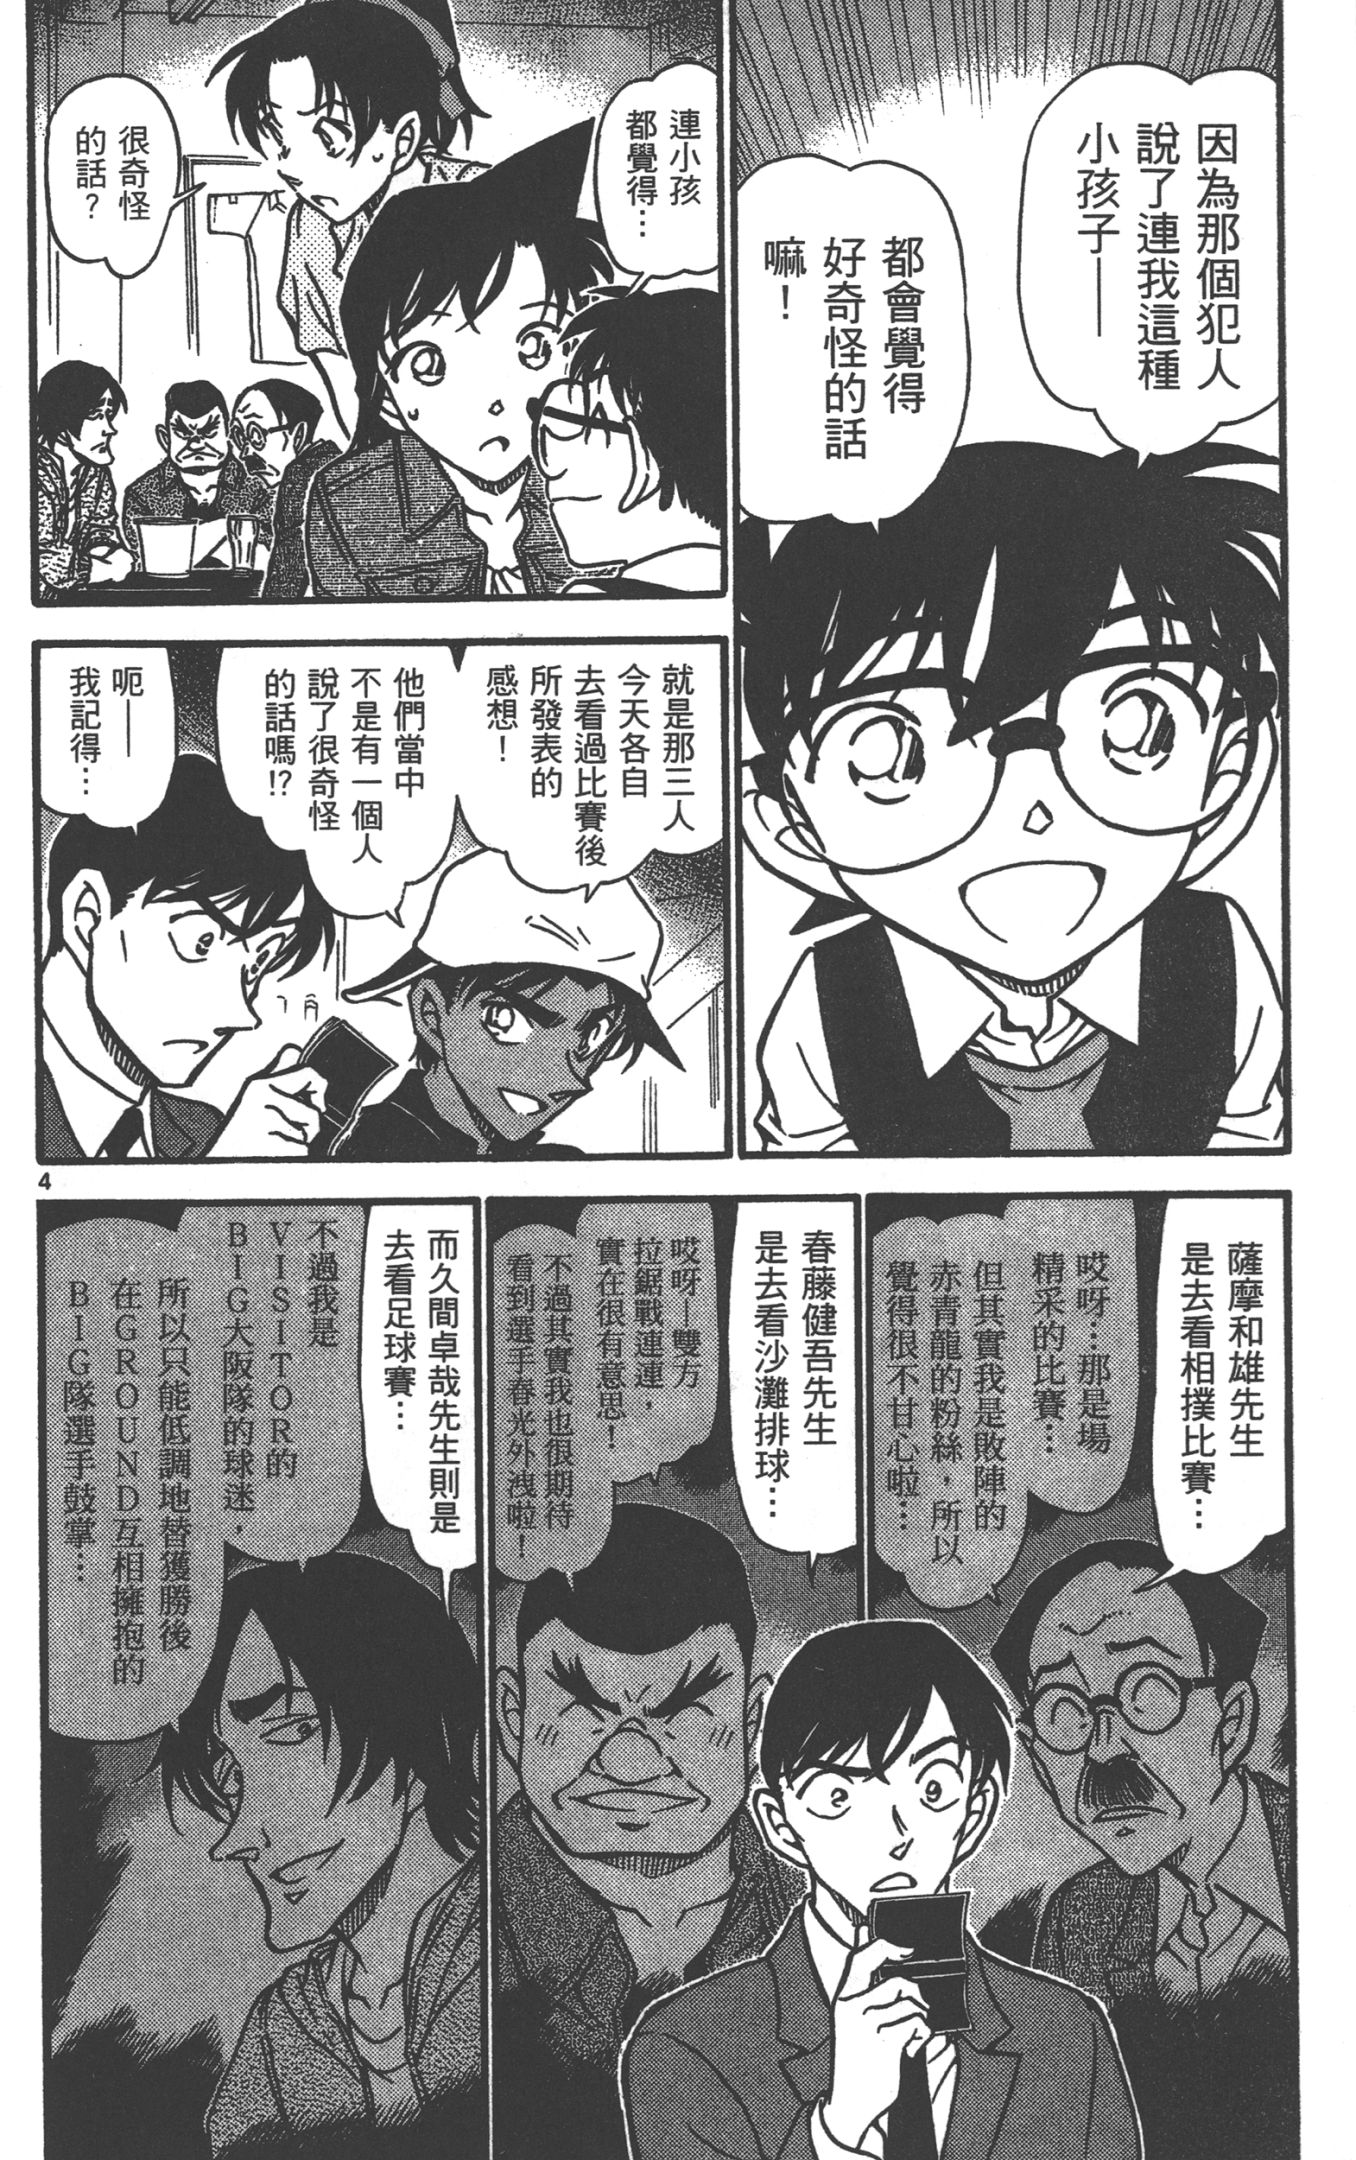 因為那個犯人
說了連我這種
小孩子—
都會覺得
好奇怪的話
嘛！
連小孩
都覺得…
很奇怪
的話？
就是那三人
今天各自
去看過比賽後
所發表的
感想！
他們當中
不是有一個人
說了很奇怪
的話嗎!?
呃—
我記得…
4
薩摩和雄先生
是去看相撲比賽…
哎呀…那是場
精采的比賽…
但其實我是敗陣的
赤青龍的粉絲，所以
覺得很不甘心啦…
春藤健吾先生
是去看沙灘排球…
哎呀—雙方
拉鋸戰連連，
實在很有意思！
不過其實我也很期待
看到選手春光外洩啦！
而久間卓哉先生則是
去看足球賽…
不過我是
VISITOR的
BIG大阪隊的球迷，
所以只能低調地替獲勝後
在GROUND互相擁抱的
BIG隊選手鼓掌…